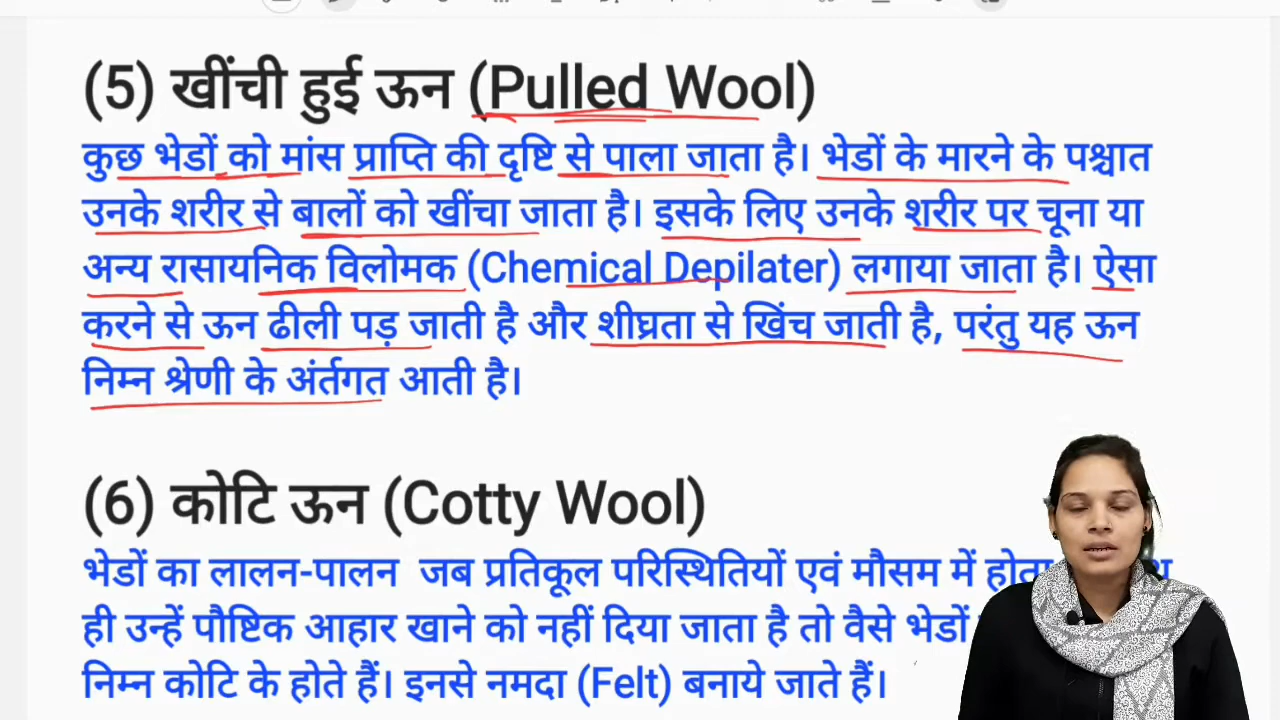 (5) खींची हुई ऊन (Pulled Wool)
कुछ भेडों को मांस प्राप्ति की दृष्टि से पाला जाता है। भेडों के मारने के पश्चात
उनके शरीर से बालों को खींचा जाता है। इसके लिए उनके शरीर पर चूना या
अन्य रासायनिक विलोमक (Chemical Depilater) लगाया जाता है। ऐसा
करने से ऊन ढीली पड़ जाती है और शीघ्रता से खिंच जाती है, परंतु यह ऊन
निम्न श्रेणी के अंर्तगत आती है।
(6) कोटि ऊन (Cotty Wool)
भेडों का लालन-पालन जब प्रतिकूल परिस्थितियों एवं मौसम में
ही उन्हें पौष्टिक आहार खाने को नहीं दिया जाता है तो वैसे भेडों
निम्न कोटि के होते हैं। इनसे नमदा (Felt) बनाये जाते हैं।